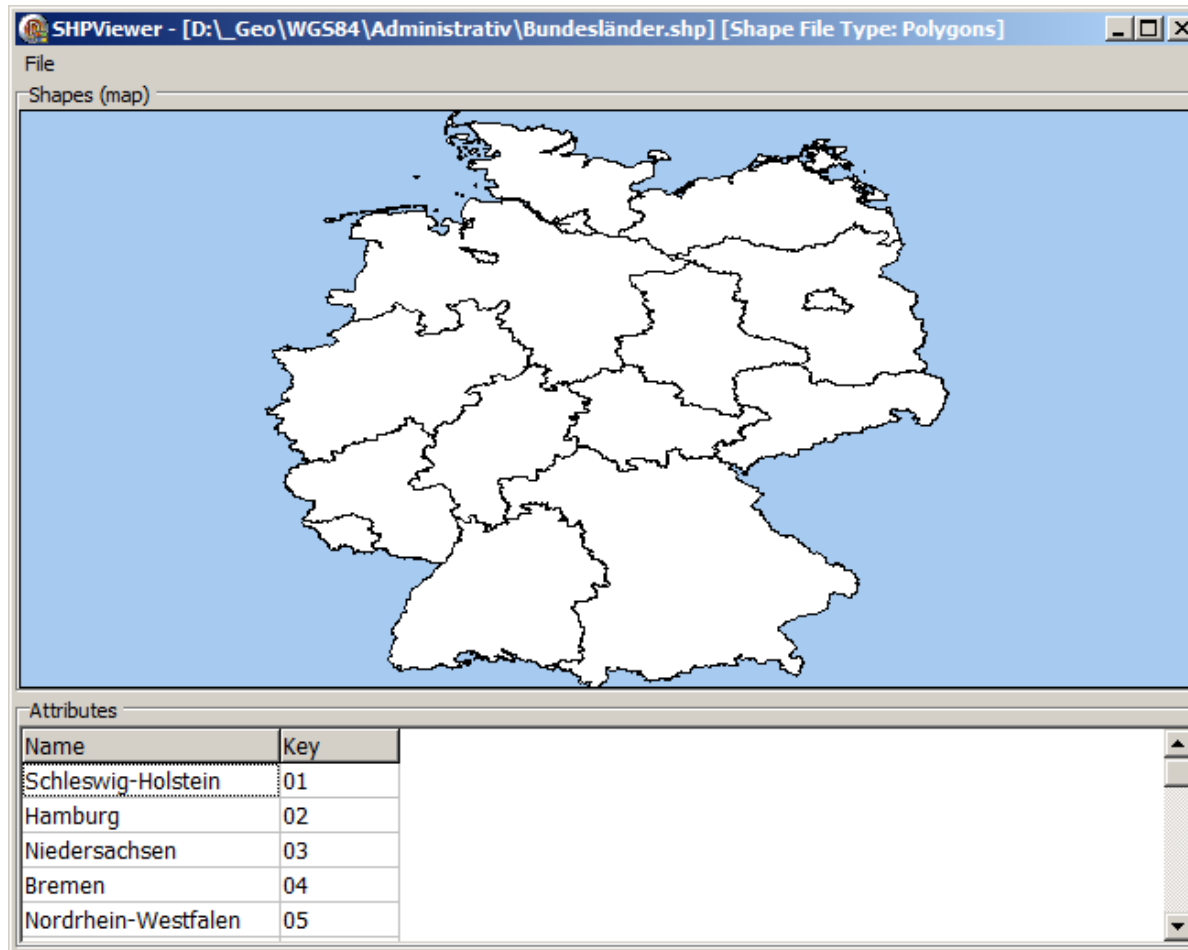 SHPViewer - [D:\_Geo\WGS84\Administrativ\Bundesländer.shp] [Shape File Type: Polygons]
File
Shapes (map)
Attributes
Name Key
Schleswig-Holstein 01
Hamburg 02
Niedersachsen 03
Bremen 04
Nordrhein-Westfalen 05